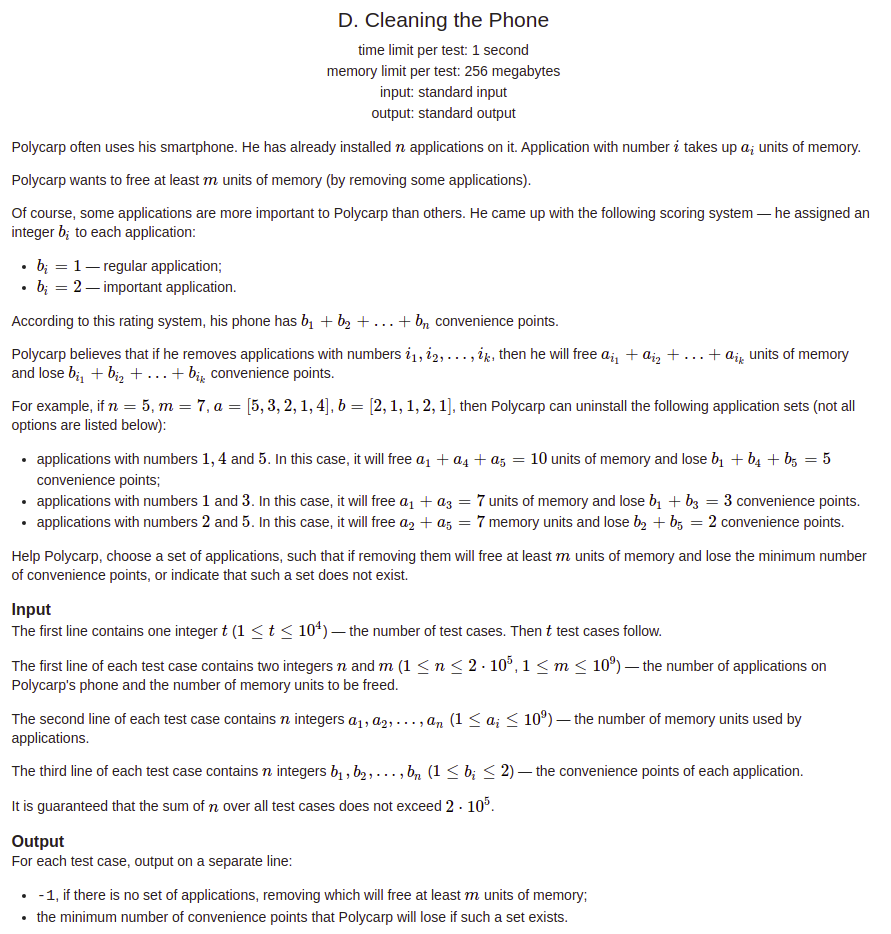 D. Cleaning the Phone
time limit per test: 1 second
memory limit per test: 256 megabytes
input: standard input
output: standard output
Polycarp often uses his smartphone. He has already installed n applications on it. Application with number i takes up a_i units of memory.
Polycarp wants to free at least m units of memory (by removing some applications).
Of course, some applications are more important to Polycarp than others. He came up with the following scoring system — he assigned an
integer b_i to each application:
• b_i = 1 — regular application;
• b_i = 2 — important application.
According to this rating system, his phone has b_1 + b_2 + … + b_n convenience points.
Polycarp believes that if he removes applications with numbers i_1, i_2, …, i_k, then he will free a_{i_1} + a_{i_2} + … + a_{i_k} units of memory
and lose b_{i_1} + b_{i_2} + … + b_{i_k} convenience points.
For example, if n = 5, m = 7, a = [5, 3, 2, 1, 4], b = [2, 1, 1, 2, 1], then Polycarp can uninstall the following application sets (not all
options are listed below):
• applications with numbers 1, 4 and 5. In this case, it will free a_1 + a_4 + a_5 = 10 units of memory and lose b_1 + b_4 + b_5 = 5
convenience points;
• applications with numbers 1 and 3. In this case, it will free a_1 + a_3 = 7 units of memory and lose b_1 + b_3 = 3 convenience points.
• applications with numbers 2 and 5. In this case, it will free a_2 + a_5 = 7 memory units and lose b_2 + b_5 = 2 convenience points.
Help Polycarp, choose a set of applications, such that if removing them will free at least m units of memory and lose the minimum number
of convenience points, or indicate that such a set does not exist.
Input
The first line contains one integer t (1 ≤ t ≤ 10^4) — the number of test cases. Then t test cases follow.
The first line of each test case contains two integers n and m (1 ≤ n ≤ 2 · 10^5, 1 ≤ m ≤ 10^9) — the number of applications on
Polycarp's phone and the number of memory units to be freed.
The second line of each test case contains n integers a_1, a_2, …, a_n (1 ≤ a_i ≤ 10^9) — the number of memory units used by
applications.
The third line of each test case contains n integers b_1, b_2, …, b_n (1 ≤ b_i ≤ 2) — the convenience points of each application.
It is guaranteed that the sum of n over all test cases does not exceed 2 · 10^5.
Output
For each test case, output on a separate line:
• -1, if there is no set of applications, removing which will free at least m units of memory;
• the minimum number of convenience points that Polycarp will lose if such a set exists.